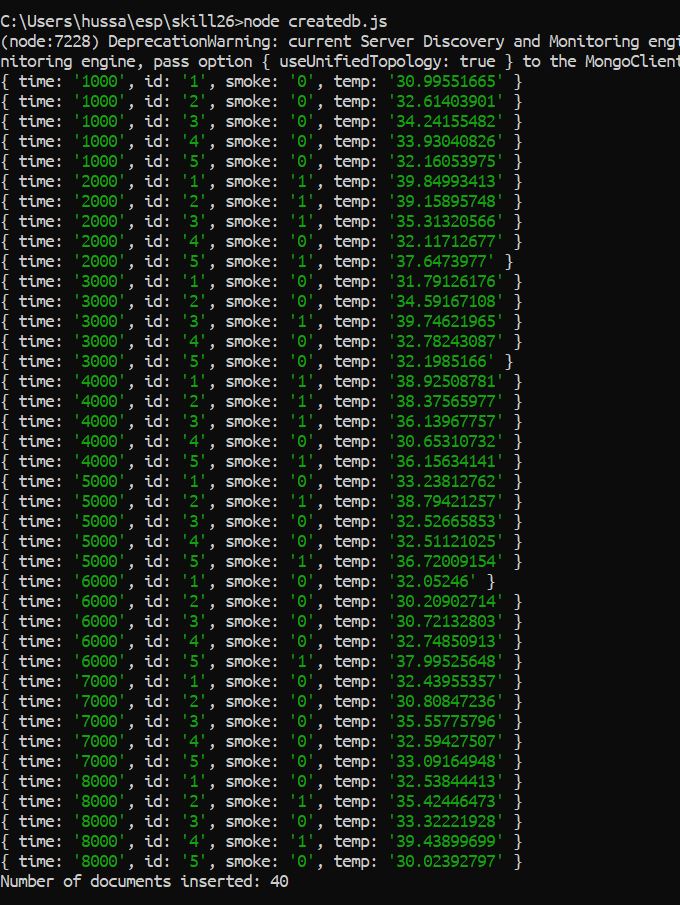 C:\Users\hussa\esp\skill26>node createdb.js
(node:7228) DeprecationWarning: current Server Discovery and Monitoring engi
nitoring engine, pass option { useUnifiedTopology: true } to the MongoClient
{ time: '1000', id: '1', smoke: '0', temp: '30.99551665' }
{ time: '1000', id: '2', smoke: '0', temp: '32.61403901' }
{ time: '1000', id: '3', smoke: '0', temp: '34.24155482' }
{ time: '1000', id: '4', smoke: '0', temp: '33.93040826' }
{ time: '1000', id: '5', smoke: '0', temp: '32.16053975' }
{ time: '2000', id: '1', smoke: '1', temp: '39.84993413' }
{ time: '2000', id: '2', smoke: '1', temp: '39.15895748' }
{ time: '2000', id: '3', smoke: '1', temp: '35.31320566' }
{ time: '2000', id: '4', smoke: '0', temp: '32.11712677' }
{ time: '2000', id: '5', smoke: '1', temp: '37.6473977' }
{ time: '3000', id: '1', smoke: '0', temp: '31.79126176' }
{ time: '3000', id: '2', smoke: '0', temp: '34.59167108' }
{ time: '3000', id: '3', smoke: '1', temp: '39.74621965' }
{ time: '3000', id: '4', smoke: '0', temp: '32.78243087' }
{ time: '3000', id: '5', smoke: '0', temp: '32.1985166' }
{ time: '4000', id: '1', smoke: '1', temp: '38.92508781' }
{ time: '4000', id: '2', smoke: '1', temp: '38.37565977' }
{ time: '4000', id: '3', smoke: '1', temp: '36.13967757' }
{ time: '4000', id: '4', smoke: '0', temp: '30.65310732' }
{ time: '4000', id: '5', smoke: '1', temp: '36.15634141' }
{ time: '5000', id: '1', smoke: '0', temp: '33.23812762' }
{ time: '5000', id: '2', smoke: '1', temp: '38.79421257' }
{ time: '5000', id: '3', smoke: '0', temp: '32.52665853' }
{ time: '5000', id: '4', smoke: '0', temp: '32.51121025' }
{ time: '5000', id: '5', smoke: '1', temp: '36.72009154' }
{ time: '6000', id: '1', smoke: '0', temp: '32.05246' }
{ time: '6000', id: '2', smoke: '0', temp: '30.20902714' }
{ time: '6000', id: '3', smoke: '0', temp: '30.72132803' }
{ time: '6000', id: '4', smoke: '0', temp: '32.74850913' }
{ time: '6000', id: '5', smoke: '1', temp: '37.99525648' }
{ time: '7000', id: '1', smoke: '0', temp: '32.43955357' }
{ time: '7000', id: '2', smoke: '0', temp: '30.80847236' }
{ time: '7000', id: '3', smoke: '0', temp: '35.55775796' }
{ time: '7000', id: '4', smoke: '0', temp: '32.59427507' }
{ time: '7000', id: '5', smoke: '0', temp: '33.09164948' }
{ time: '8000', id: '1', smoke: '0', temp: '32.53844413' }
{ time: '8000', id: '2', smoke: '1', temp: '35.42446473' }
{ time: '8000', id: '3', smoke: '0', temp: '33.32221928' }
{ time: '8000', id: '4', smoke: '1', temp: '39.43899699' }
{ time: '8000', id: '5', smoke: '0', temp: '30.02392797' }
Number of documents inserted: 40